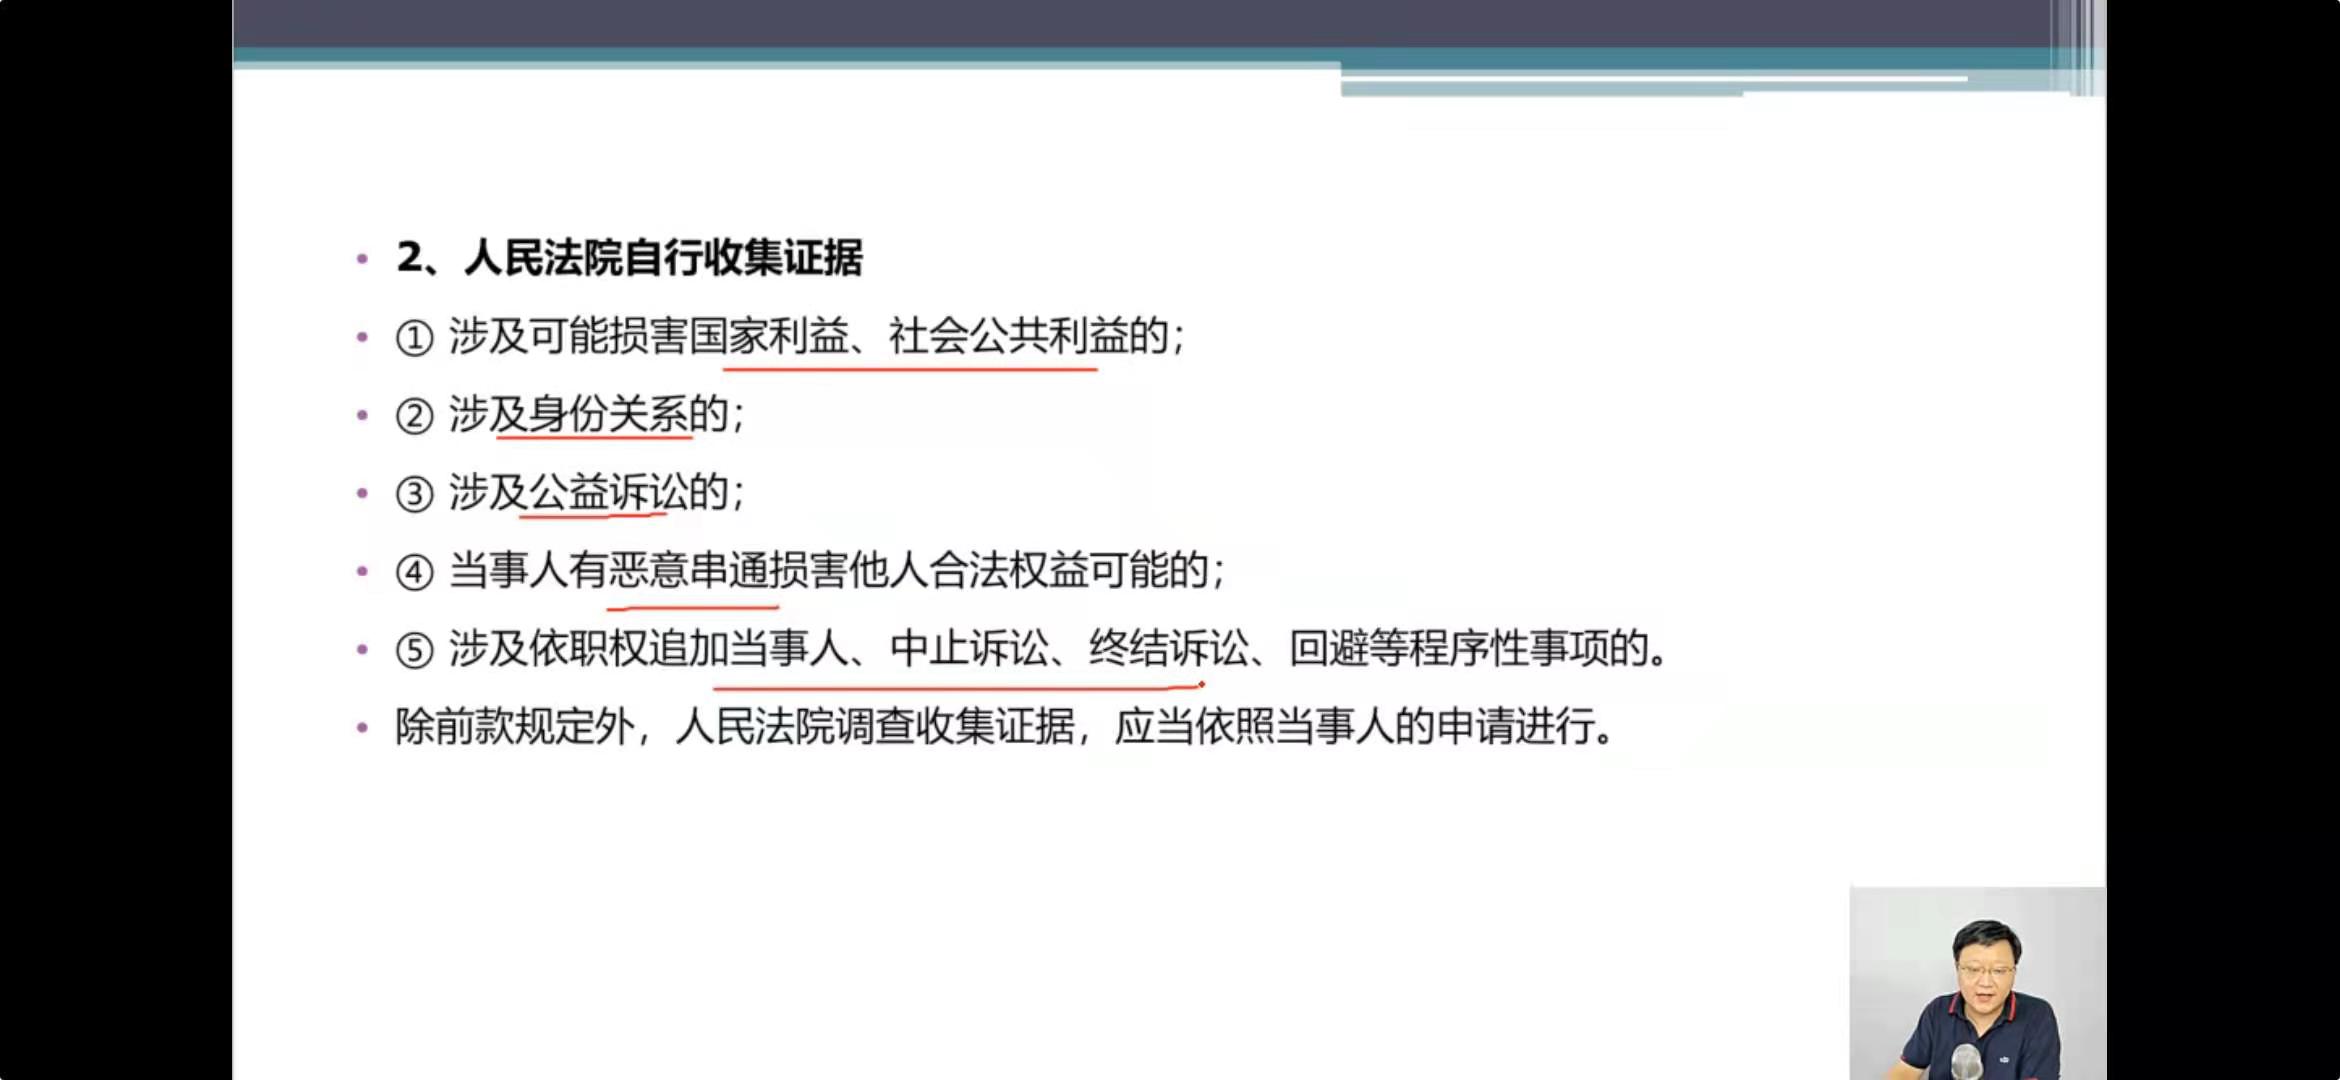 2、人民法院自行收集证据
① 涉及可能损害国家利益、社会公共利益的；
② 涉及身份关系的；
③ 涉及公益诉讼的；
④ 当事人有恶意串通损害他人合法权益可能的；
⑤ 涉及依职权追加当事人、中止诉讼、终结诉讼、回避等程序性事项的。
除前款规定外，人民法院调查收集证据，应当依照当事人的申请进行。